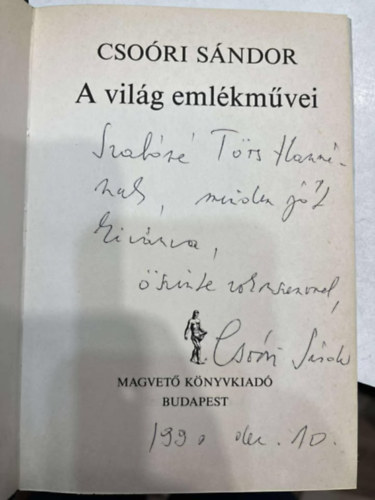 CSOÓRI SÁNDOR
A világ emlékművei
Szabóné Törs Hanná-
nak, minden jót
kívánva,
őszinte rokonszenvvel,
Csoóri Sándor
MAGVETŐ KÖNYVKIADÓ
BUDAPEST
1990 dec. 10.